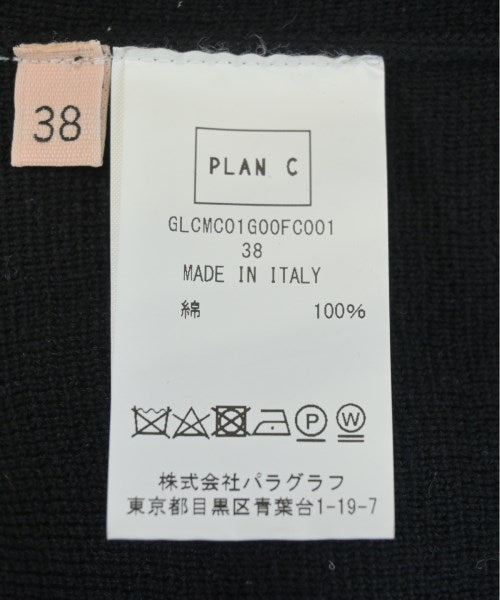 38
PLAN C
GLCMC01G00FC001
38
MADE IN ITALY
綿 100%
P W
株式会社パラグラフ
東京都目黒区青葉台1-19-7